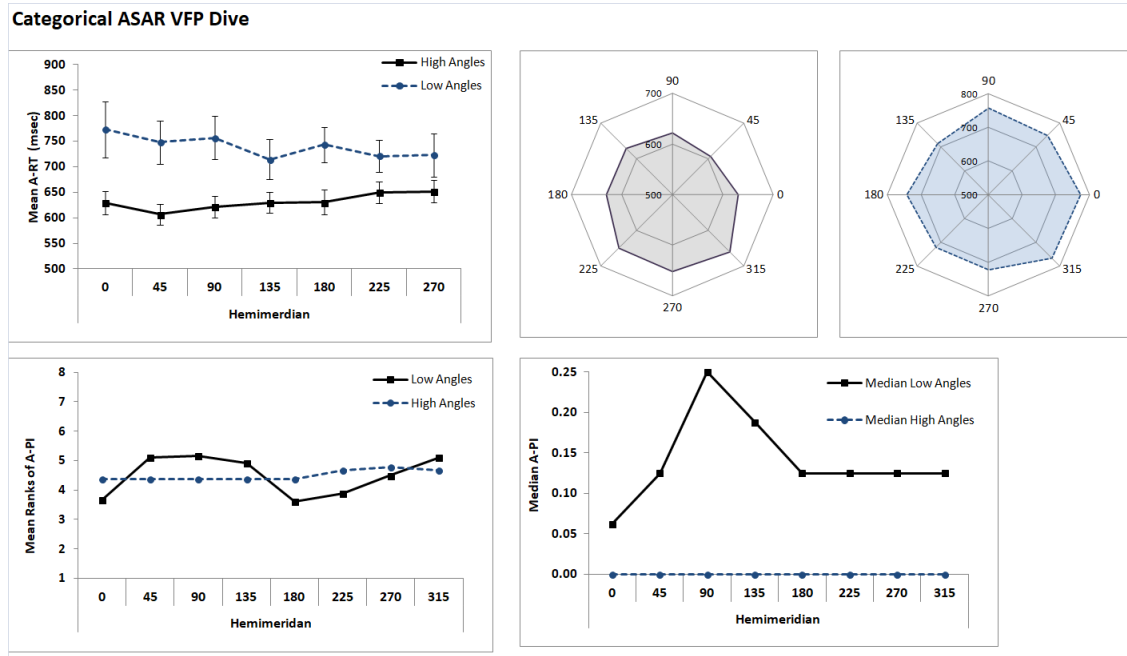 Categorical ASAR VFP Dive
900
850
800
750
700
650
600
550
500
Mean A-RT (msec)
High Angles
Low Angles
0 45 90 135 180 225 270
Hemimerdian
90
700
135 45
600
180 500 0
225 315
270
90
800
135 45
700
600
180 500 0
225 315
270
8
7
6
5
4
3
2
1
Mean Ranks of A-PI
Low Angles
High Angles
0 45 90 135 180 225 270 315
Hemimeridan
0.25
0.20
0.15
0.10
0.05
0.00
Median A-PI
Median Low Angles
Median High Angles
0 45 90 135 180 225 270 315
Hemimeridian